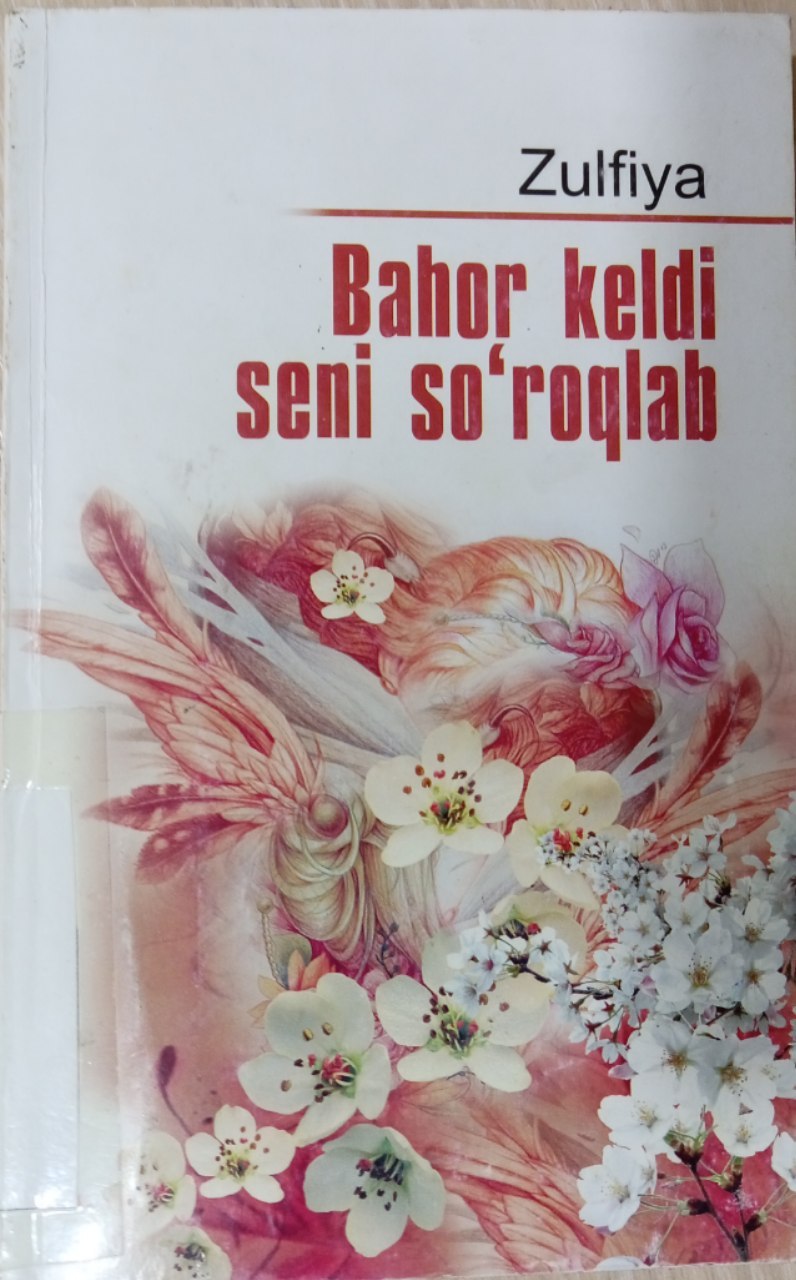 Zulfiya
Bahor keldi
seni so‘roqlab